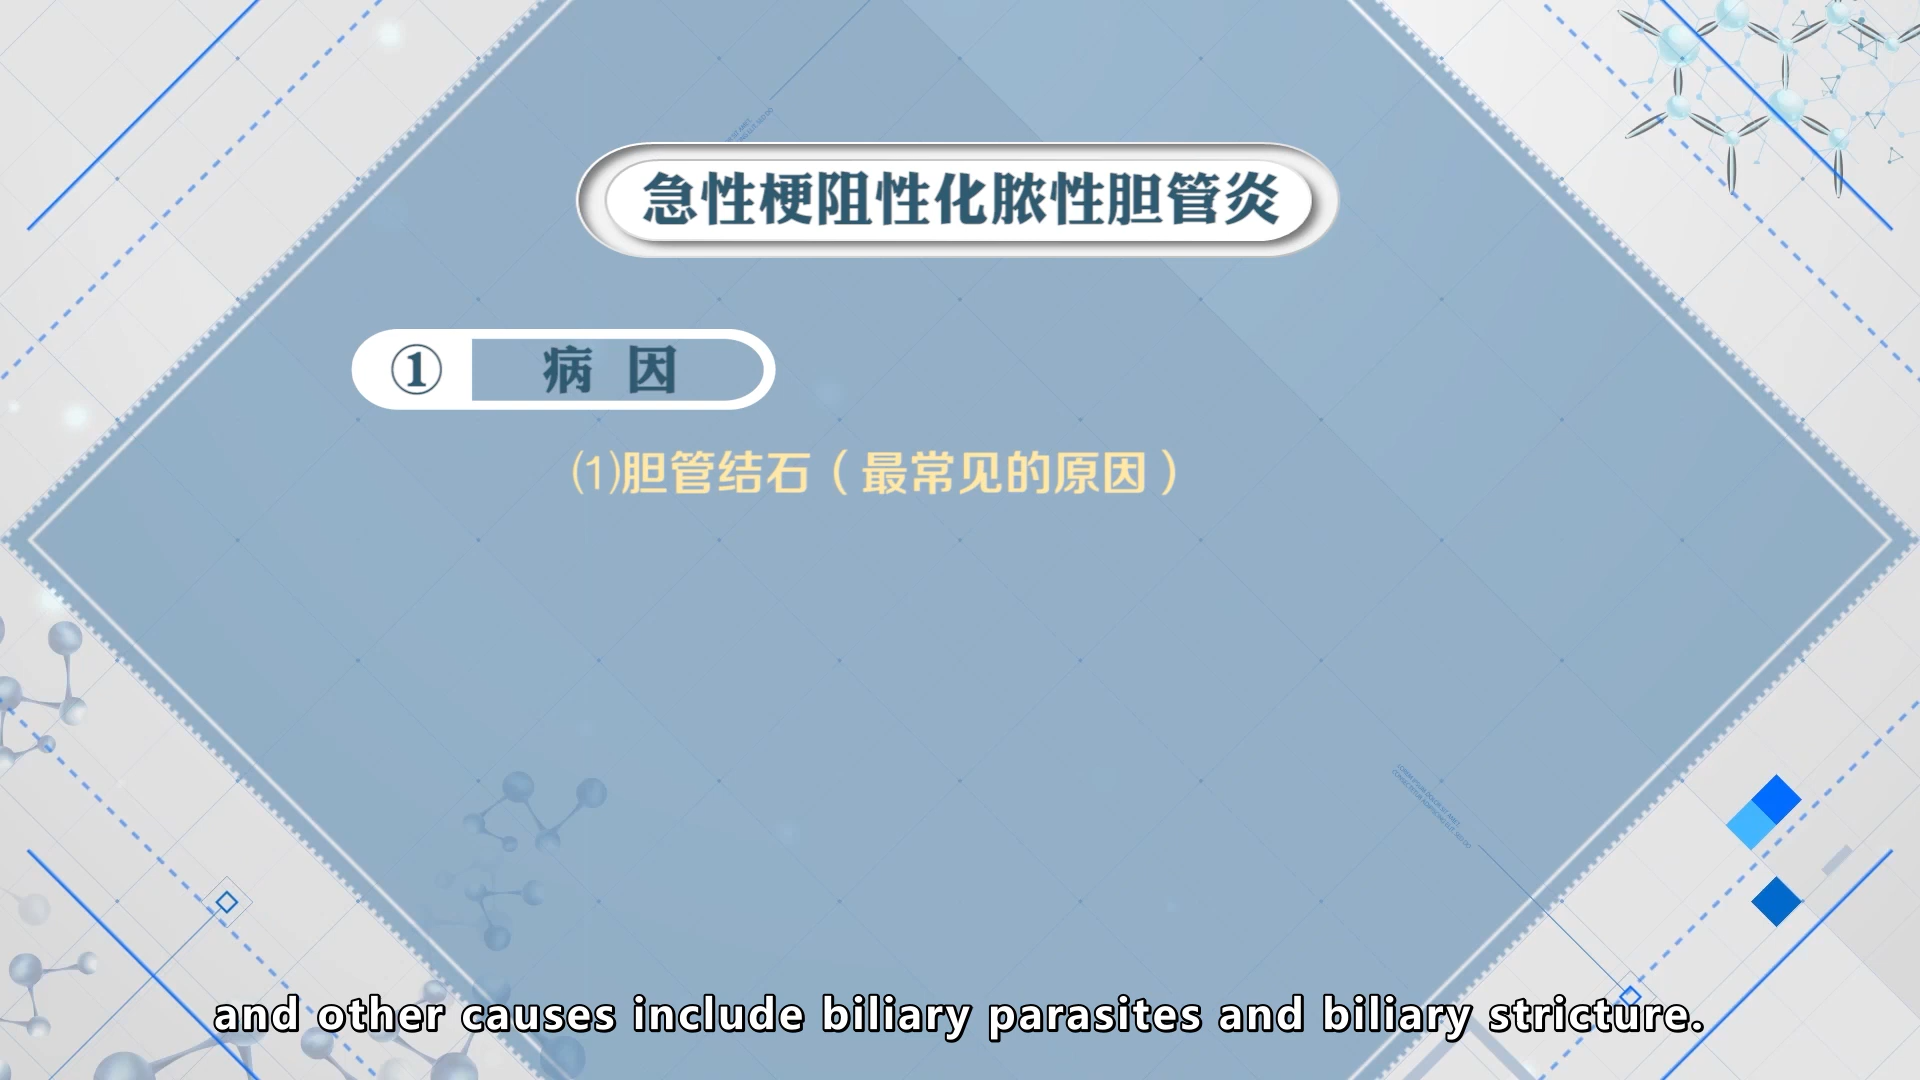 急性梗阻性化脓性胆管炎
① 病 因
⑴胆管结石（最常见的原因）
and other causes include biliary parasites and biliary stricture.